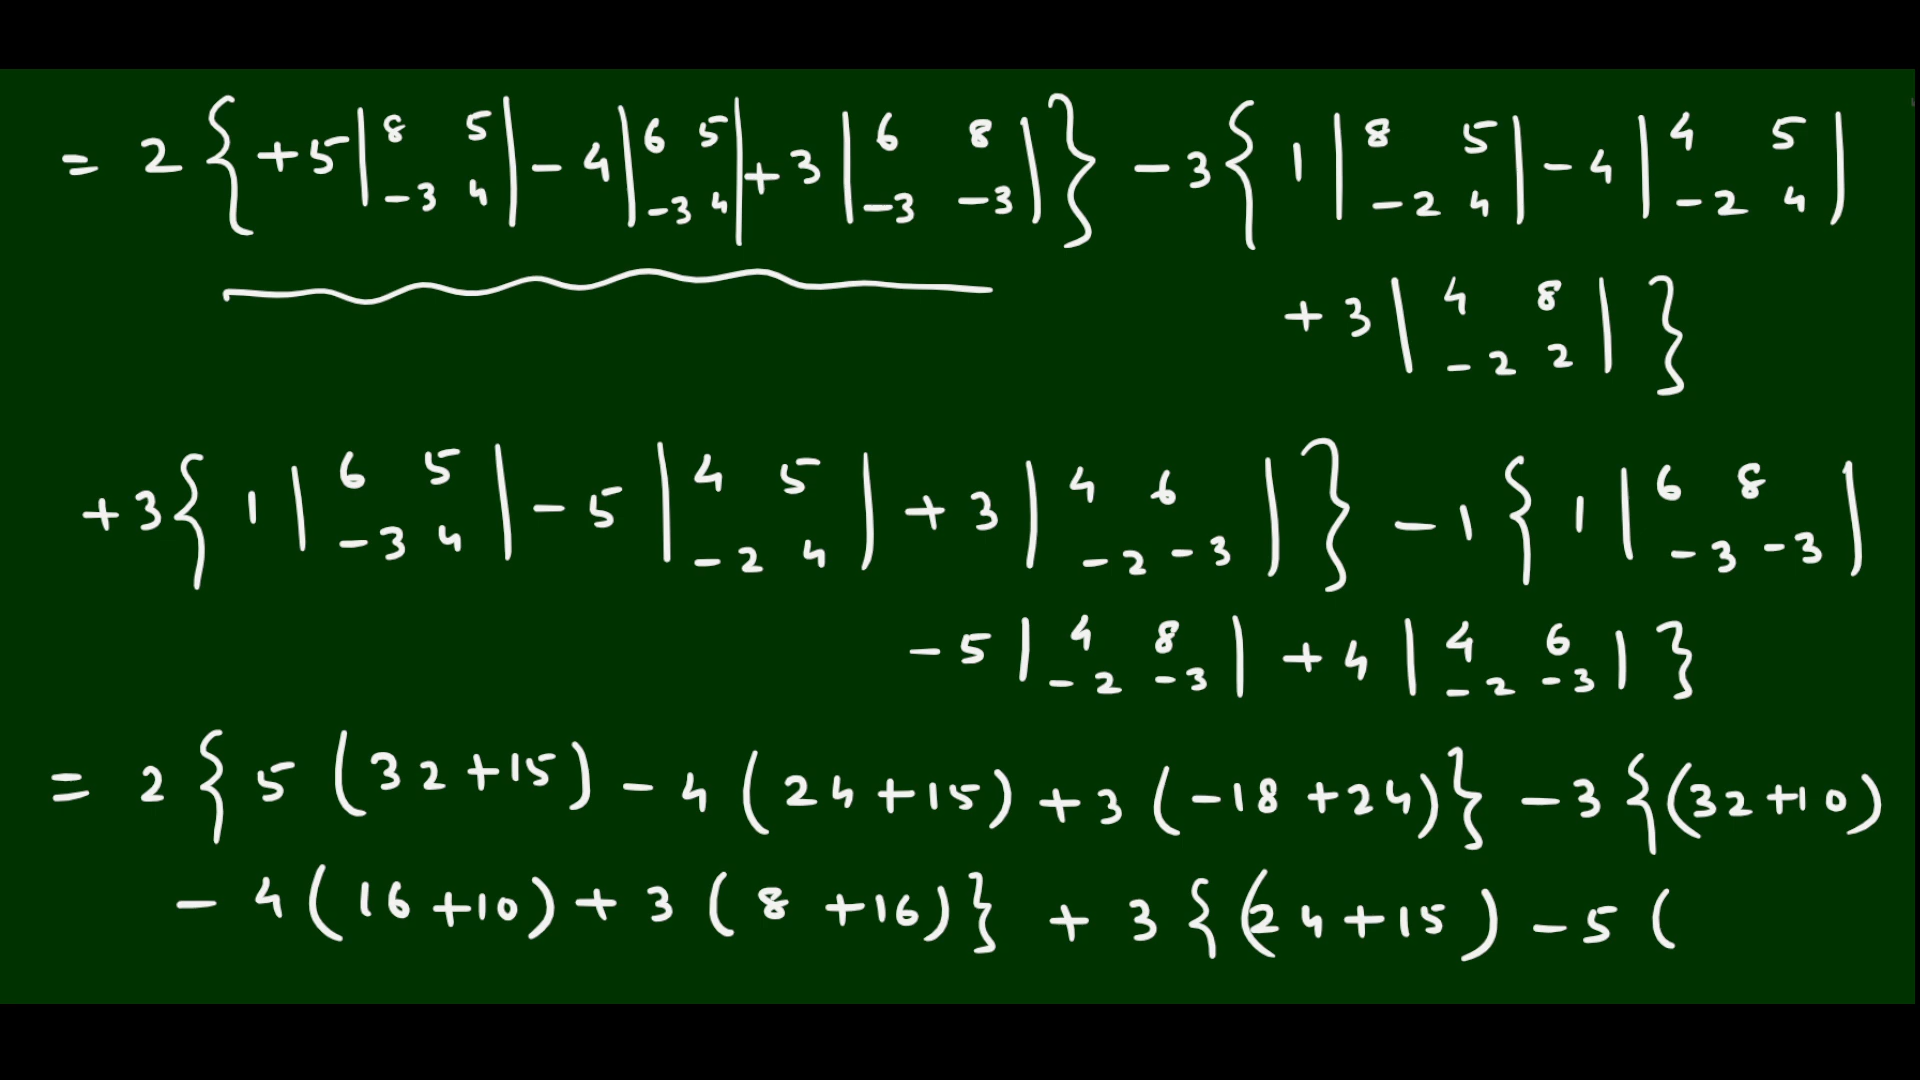 = 2 { +5 | 8 5 | - 4 | 6 5 | + 3 | 6 8 | } - 3 { 1 | 8 5 | - 4 | 4 5 |
-3 4 -3 4 -3 -3 -2 4 -2 4
+ 3 | 4 8 | }
-2 2
+ 3 { 1 | 6 5 | - 5 | 4 5 | + 3 | 4 6 | } - 1 { 1 | 6 8 |
-3 4 -2 4 -2 -3 -3 -3
- 5 | 4 8 | + 4 | 4 6 | }
-2 -3 -2 -3
= 2 { 5 (32+15) - 4 (24+15) + 3 (-18+24) } - 3 { (32+10)
- 4 (16+10) + 3 (8+16) } + 3 { (24+15) - 5 (